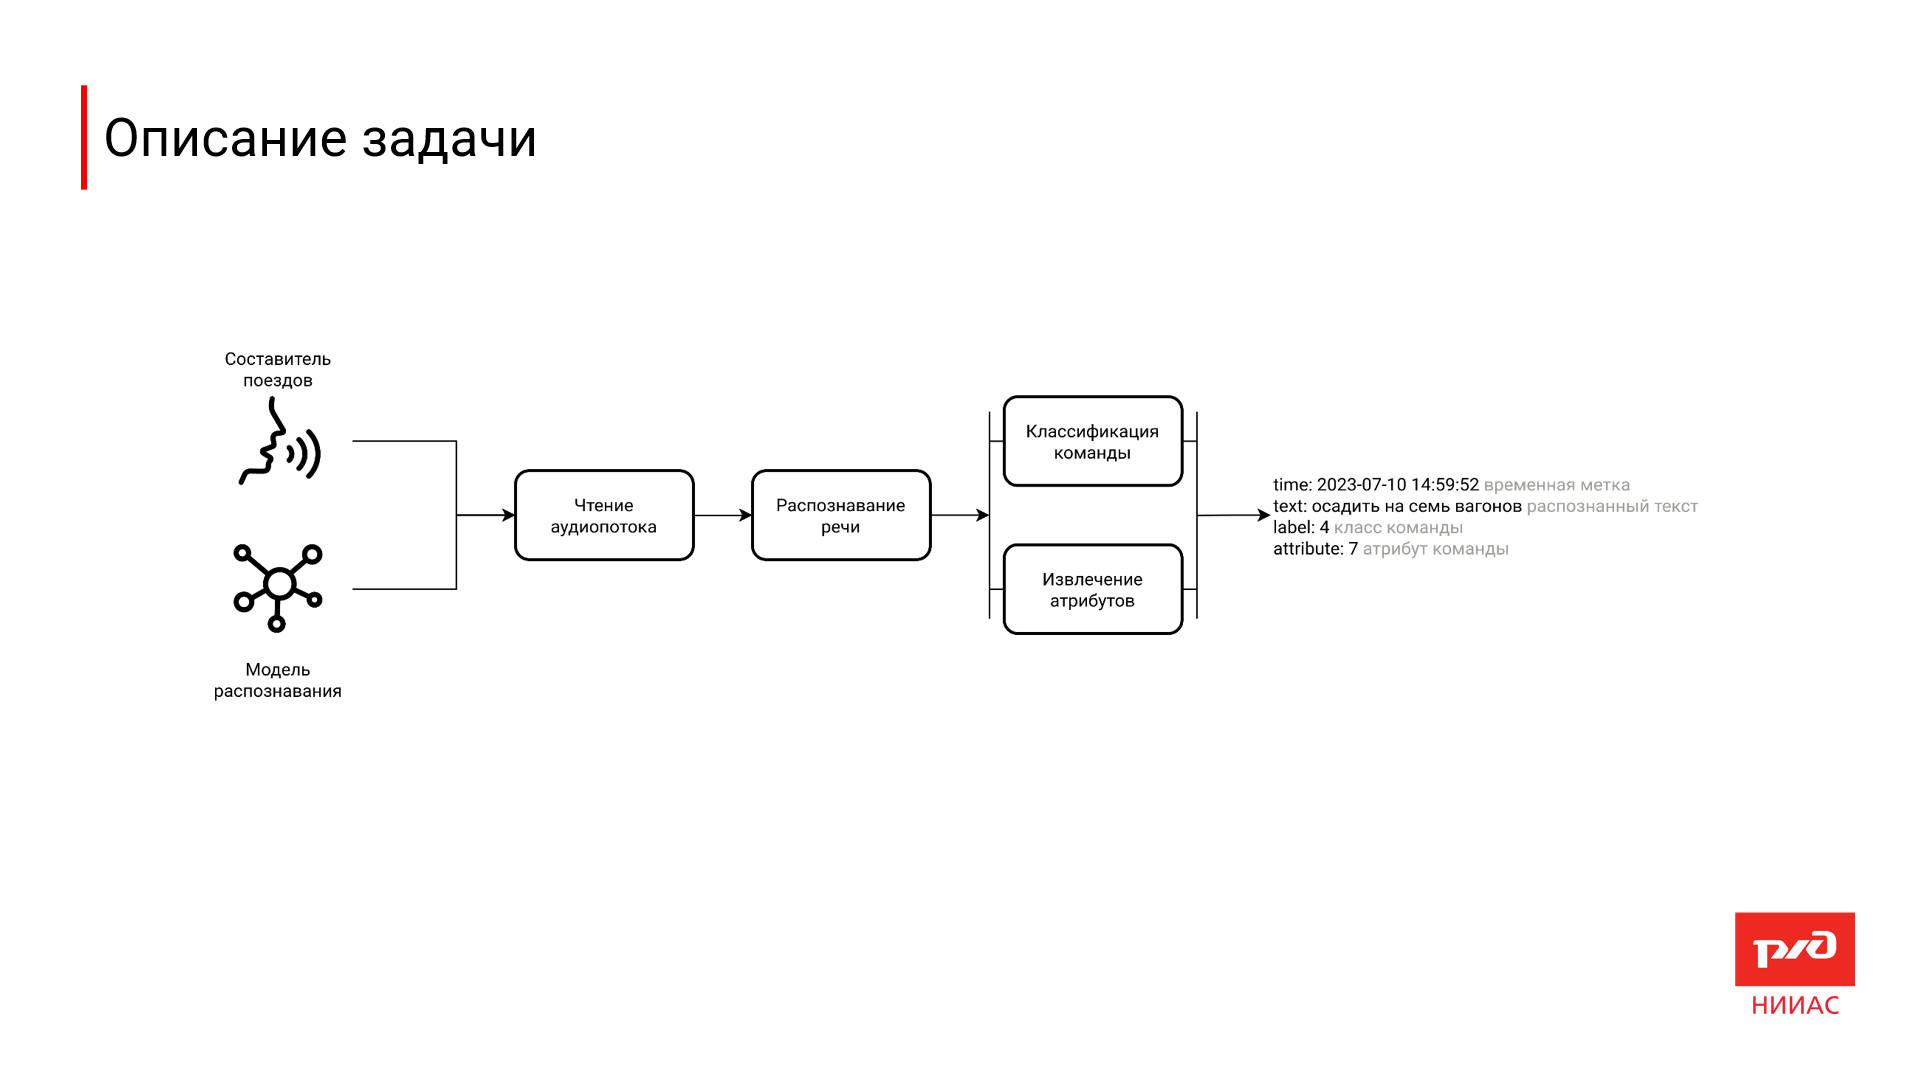 Описание задачи
Составитель
поездов
Модель
распознавания
Чтение
аудиопотока
Распознавание
речи
Классификация
команды
Извлечение
атрибутов
time: 2023-07-10 14:59:52 временная метка
text: осадить на семь вагонов распознанный текст
label: 4 класс команды
attribute: 7 атрибут команды
РЖД
НИИАС